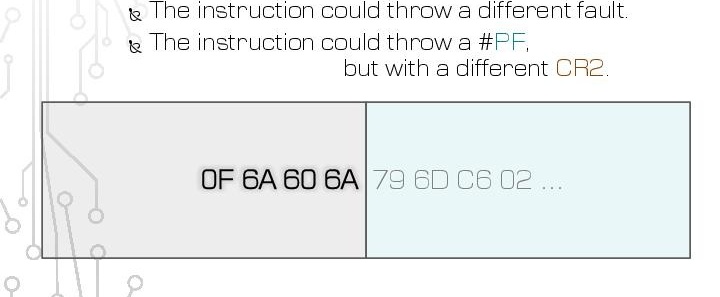 The instruction could throw a different fault.
The instruction could throw a #PF,
but with a different CR2.
0F 6A 60 6A 79 6D C6 02 ...